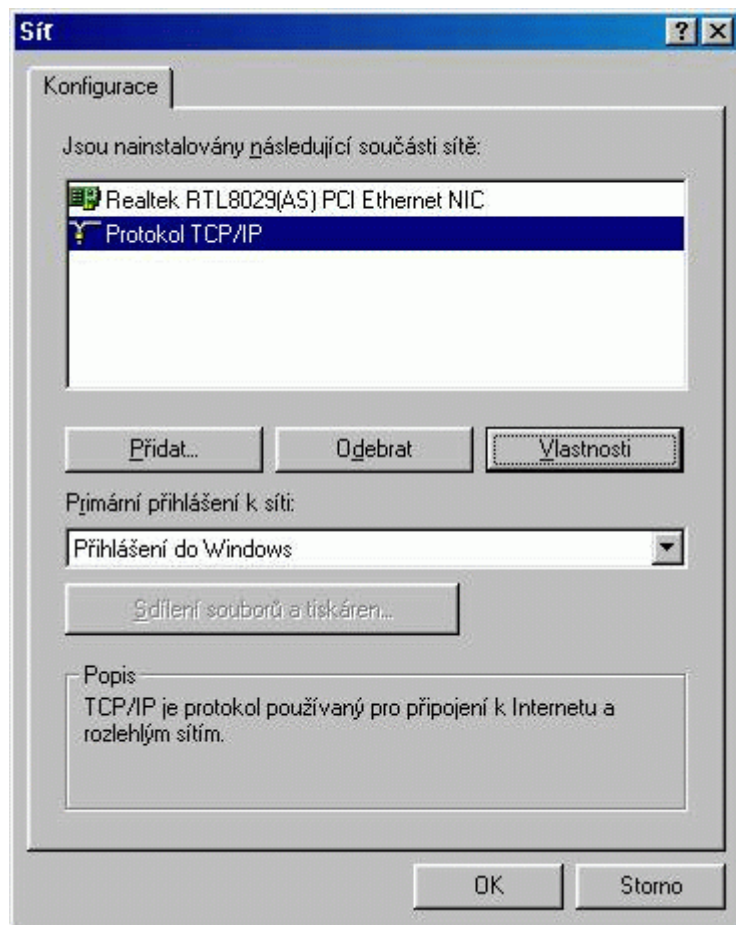 Síť
Konfigurace
Jsou nainstalovány následující součásti sítě:
Realtek RTL8029(AS) PCI Ethernet NIC
Protokol TCP/IP
Přidat...
Odebrat
Vlastnosti
Primární přihlášení k síti:
Přihlášení do Windows
Sdílení souborů a tiskáren...
Popis
TCP/IP je protokol používaný pro připojení k Internetu a
rozlehlým sítím.
OK
Storno